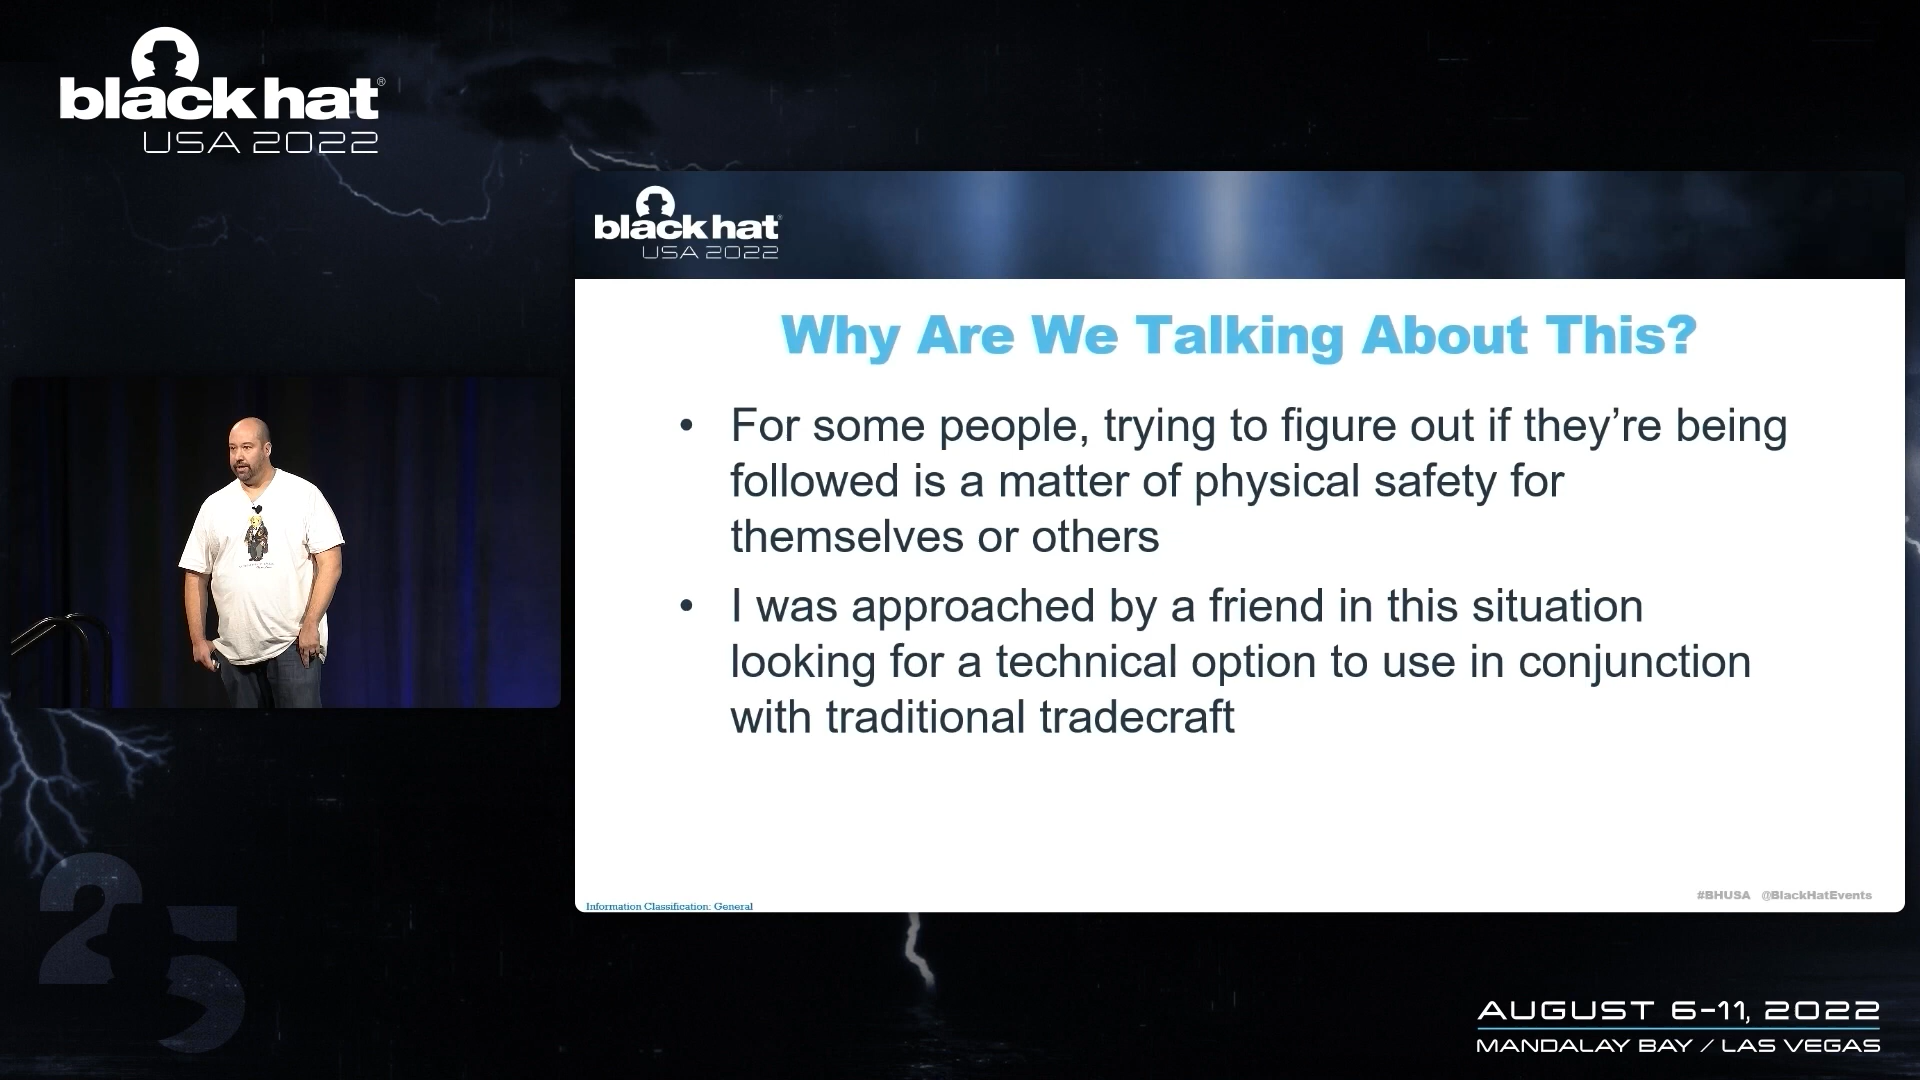 black hat®
USA 2022
black hat
USA 2022
Why Are We Talking About This?
• For some people, trying to figure out if they’re being
followed is a matter of physical safety for
themselves or others
• I was approached by a friend in this situation
looking for a technical option to use in conjunction
with traditional tradecraft
Information Classification: General
#BHUSA @BlackHatEvents
25
AUGUST 6-11, 2022
MANDALAY BAY / LAS VEGAS